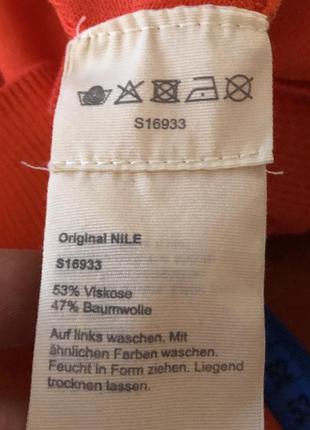 S16933
Original NILE
S16933
53% Viskose
47% Baumwolle
Auf links waschen. Mit
ähnlichen Farben waschen.
Feucht in Form ziehen. Liegend
trocknen lassen.